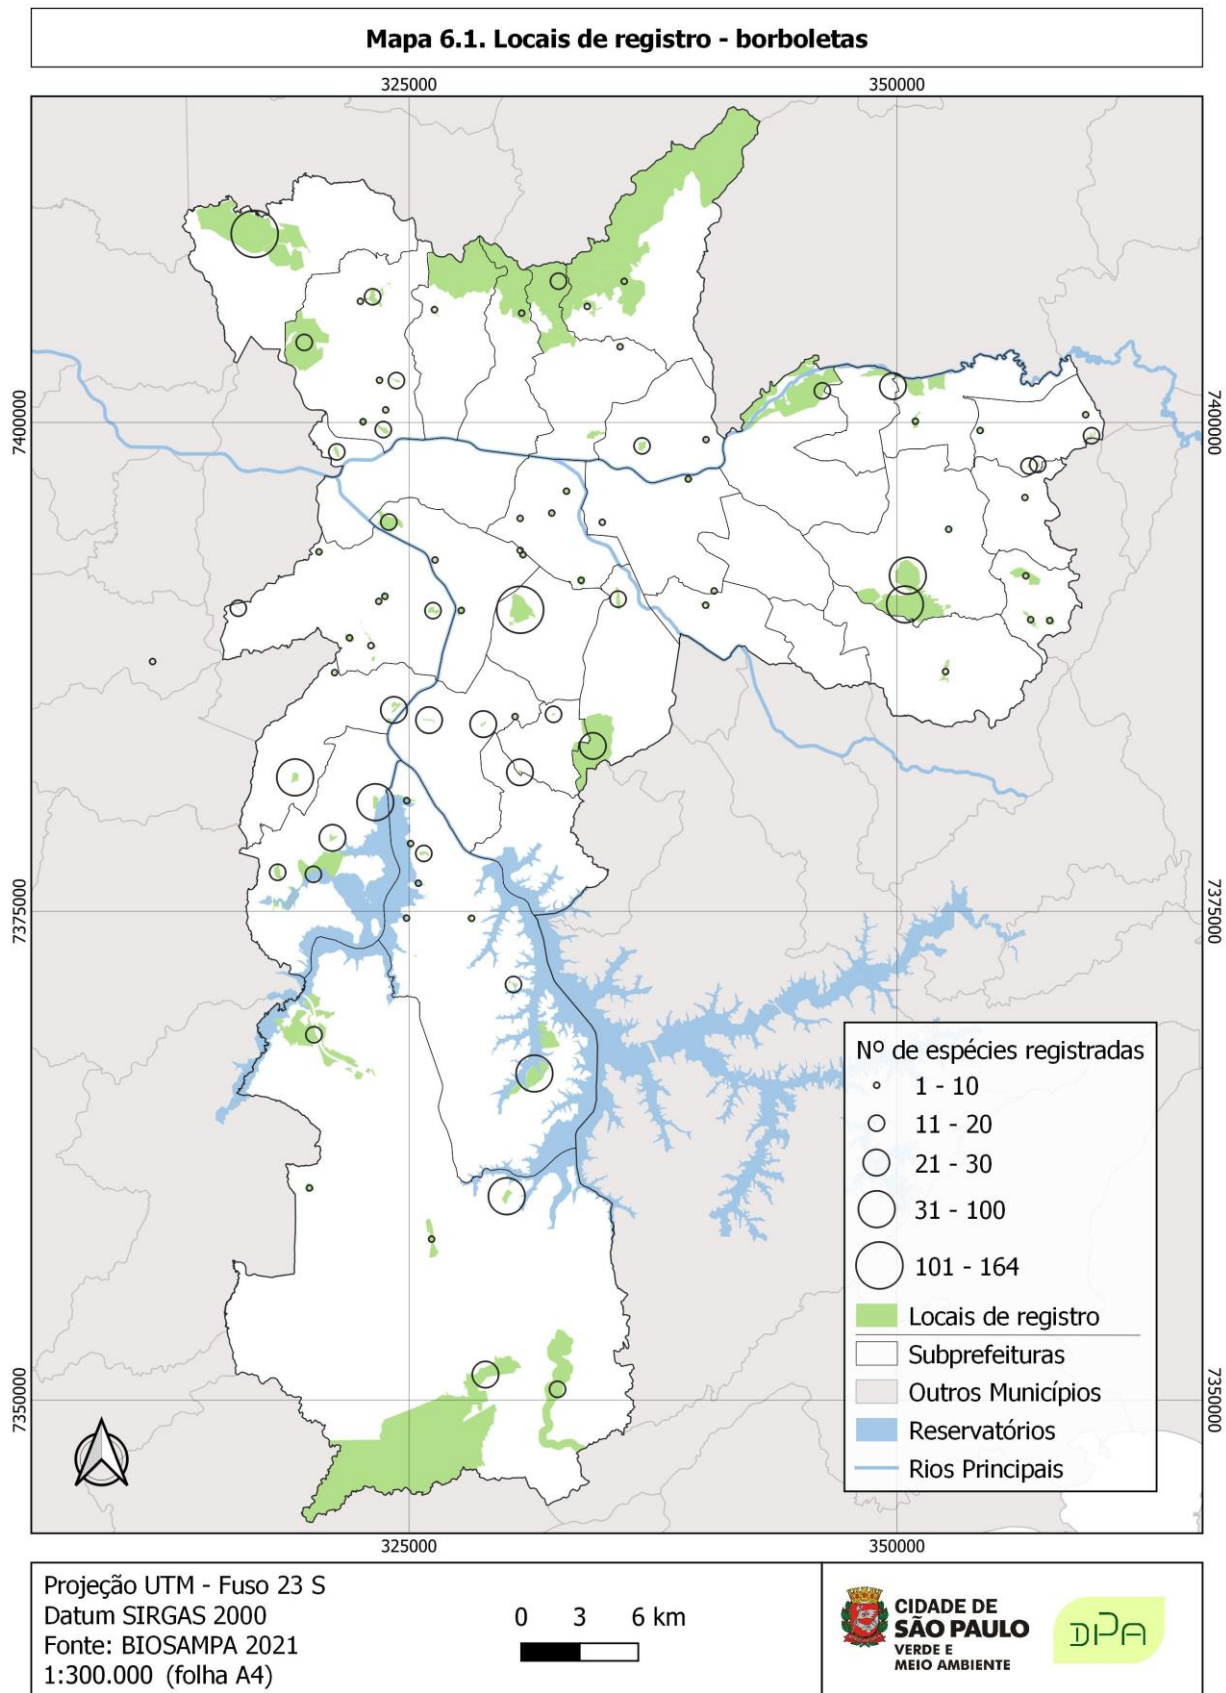 Mapa 6.1. Locais de registro - borboletas
325000
350000
7400000
7400000
7375000
7375000
7350000
7350000
Nº de espécies registradas
1 - 10
11 - 20
21 - 30
31 - 100
101 - 164
Locais de registro
Subprefeituras
Outros Municípios
Reservatórios
Rios Principais
325000
350000
Projeção UTM - Fuso 23 S
Datum SIRGAS 2000
Fonte: BIOSAMPA 2021
1:300.000 (folha A4)
0 3 6 km
CIDADE DE
SÃO PAULO
VERDE E
MEIO AMBIENTE
DPA